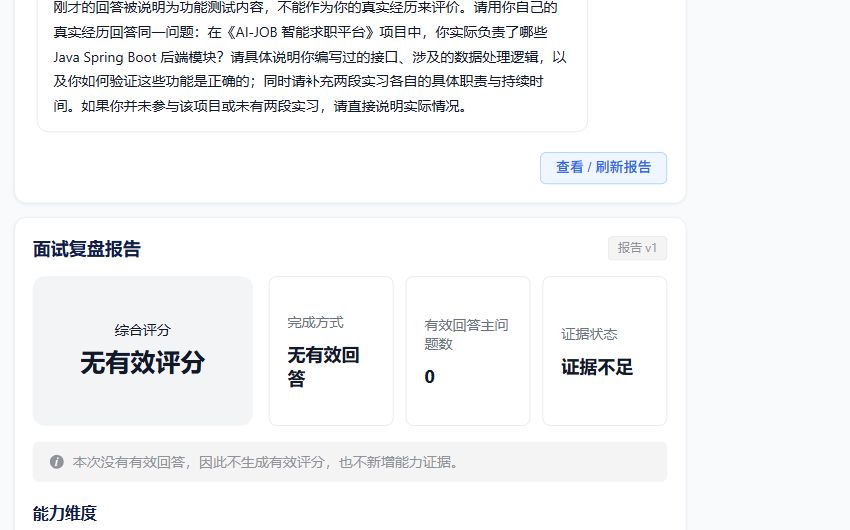 刚才的回答被说明为功能测试内容，不能作为你的真实经历来评价。请用你自己的
真实经历回答同一问题：在《AI-JOB 智能求职平台》项目中，你实际负责了哪些
Java Spring Boot 后端模块？请具体说明你编写过的接口、涉及的数据处理逻辑，以
及你如何验证这些功能是正确的；同时请补充两段实习各自的具体职责与持续时
间。如果你并未参与该项目或未有两段实习，请直接说明实际情况。
查看 / 刷新报告
面试复盘报告
报告 v1
综合评分
无有效评分
完成方式
无有效回
答
有效回答主问
题数
0
证据状态
证据不足
本次没有有效回答，因此不生成有效评分，也不新增能力证据。
能力维度